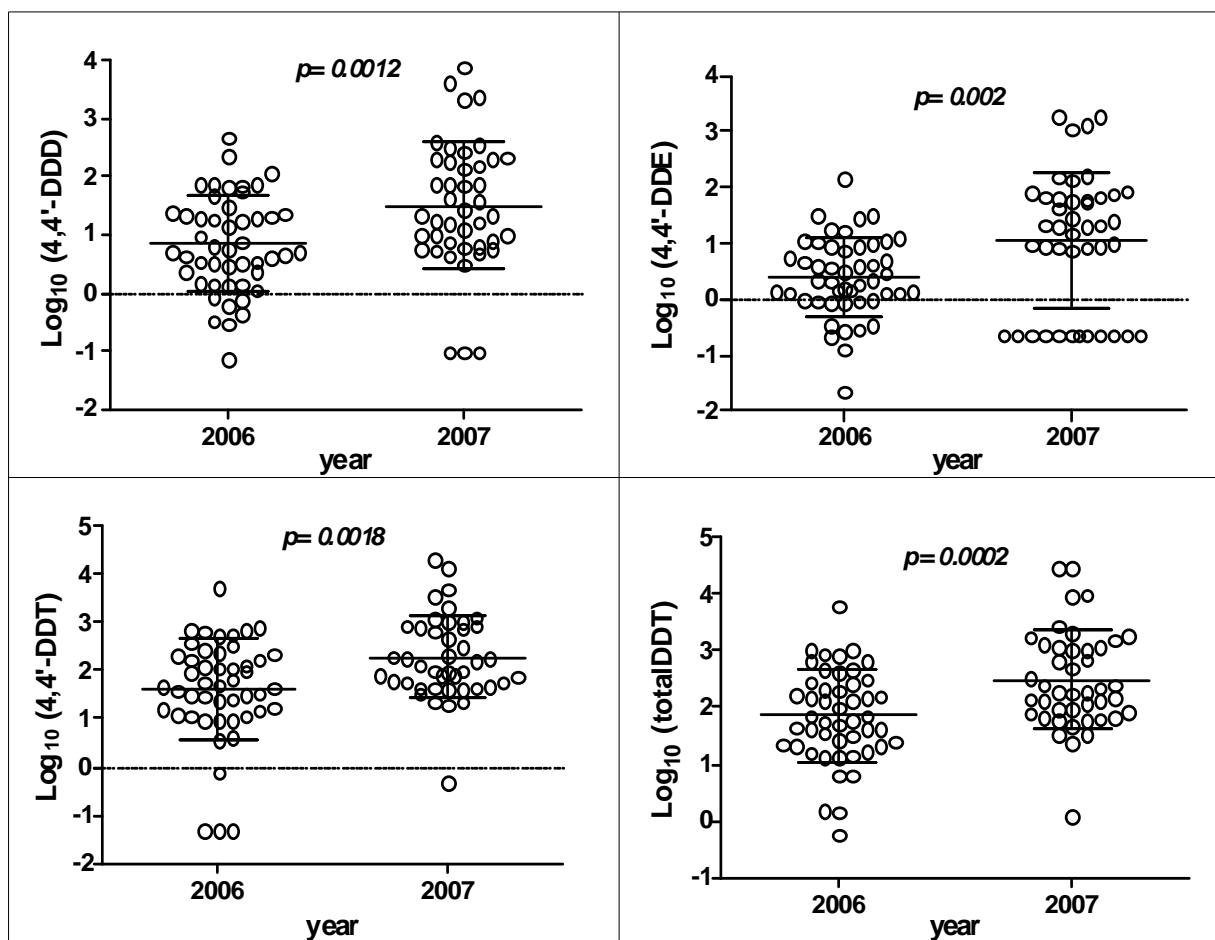 p= 0.0012
Log10 (4,4'-DDD)
4
3
2
1
0
-1
-2
2006 2007
year
p= 0.002
Log10 (4,4'-DDE)
4
3
2
1
0
-1
-2
2006 2007
year
p= 0.0018
Log10 (4,4'-DDT)
5
4
3
2
1
0
-1
-2
2006 2007
year
p= 0.0002
Log10 (totalDDT)
5
4
3
2
1
0
-1
2006 2007
year